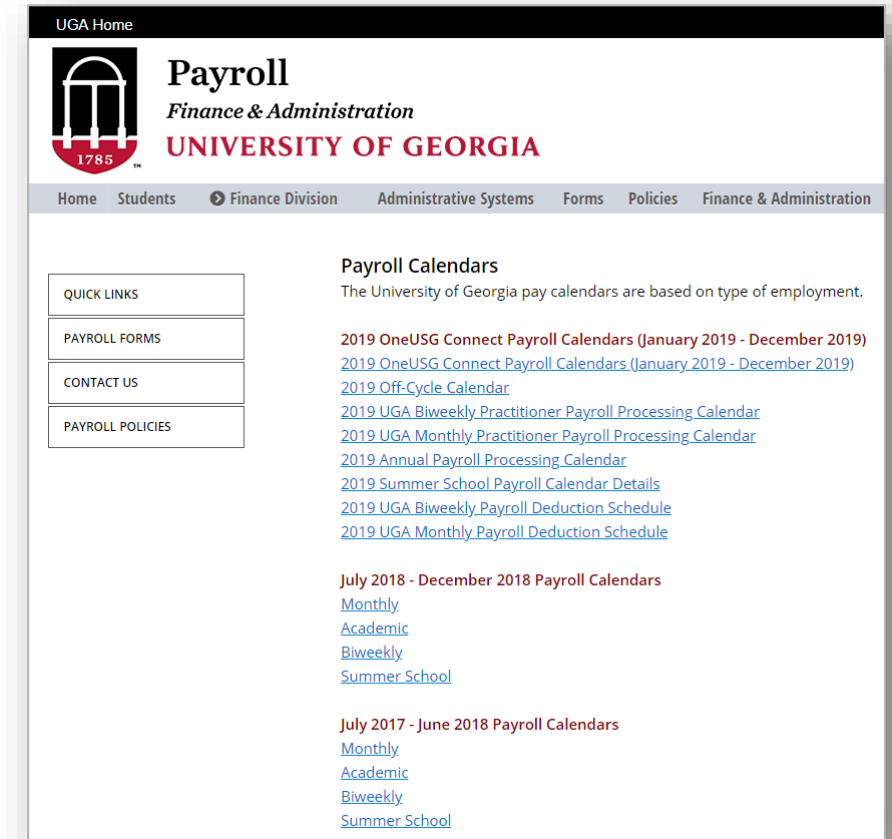 UGA Home
Payroll
Finance & Administration
UNIVERSITY OF GEORGIA
1785
TM
Home Students Finance Division Administrative Systems Forms Policies Finance & Administration
QUICK LINKS
PAYROLL FORMS
CONTACT US
PAYROLL POLICIES
Payroll Calendars
The University of Georgia pay calendars are based on type of employment.
2019 OneUSG Connect Payroll Calendars (January 2019 - December 2019)
2019 OneUSG Connect Payroll Calendars (January 2019 - December 2019)
2019 Off-Cycle Calendar
2019 UGA Biweekly Practitioner Payroll Processing Calendar
2019 UGA Monthly Practitioner Payroll Processing Calendar
2019 Annual Payroll Processing Calendar
2019 Summer School Payroll Calendar Details
2019 UGA Biweekly Payroll Deduction Schedule
2019 UGA Monthly Payroll Deduction Schedule
July 2018 - December 2018 Payroll Calendars
Monthly
Academic
Biweekly
Summer School
July 2017 - June 2018 Payroll Calendars
Monthly
Academic
Biweekly
Summer School